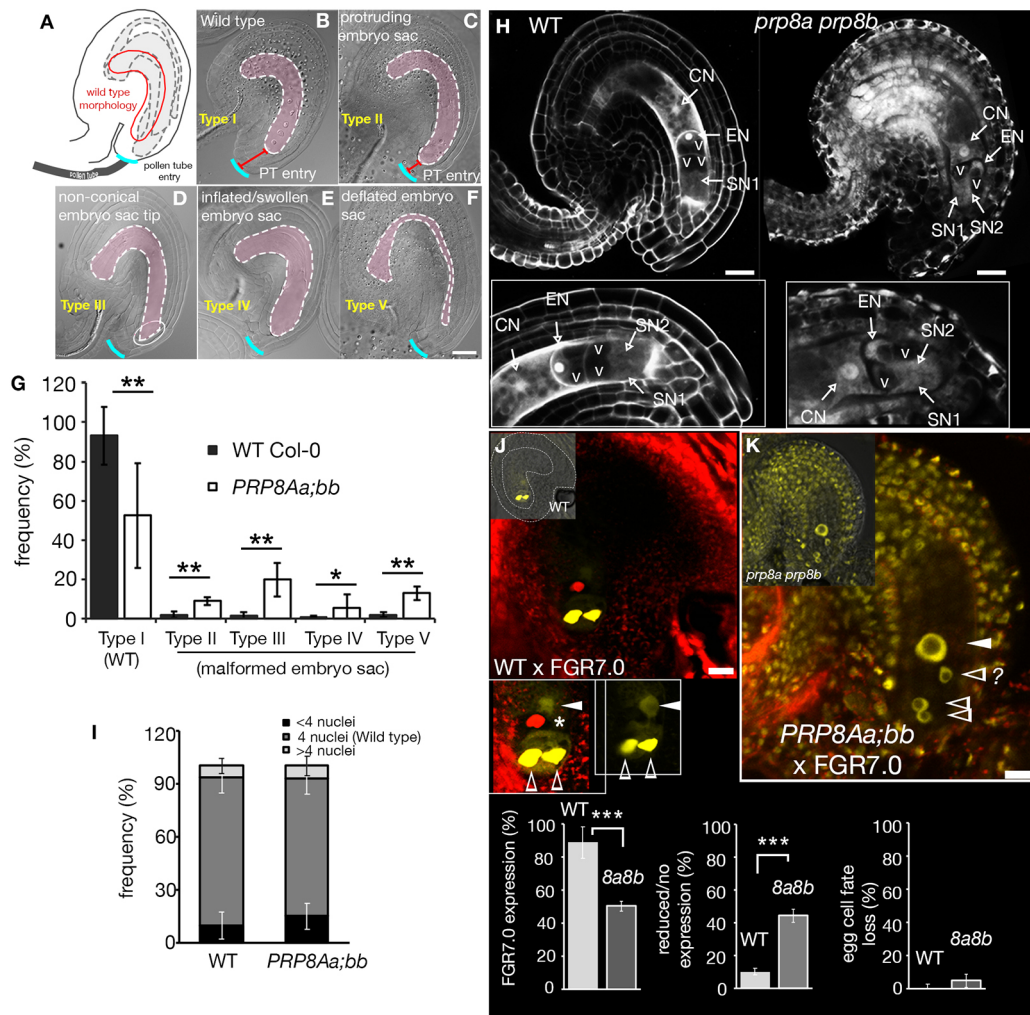 A
wild type
morphology
pollen tube
entry
pollen tube
Wild type
B
Type I
PT entry
protruding
embryo sac
C
Type II
PT entry
non-conical
embryo sac tip
D
Type III
inflated/swollen
embryo sac
E
Type IV
deflated embryo
sac
F
Type V
G
120
100
80
60
40
20
0
frequency (%)
**
WT Col-0
PRP8Aa;bb
**
**
*
**
Type I
(WT)
Type II
Type III
Type IV
Type V
(malformed embryo sac)
H
WT
CN
EN
v v
SN1
prp8a prp8b
CN
EN
v
v
SN1
SN2
EN
CN
SN2
v
v
SN1
EN
SN2
v
v
CN
SN1
I
<4 nuclei
4 nuclei (Wild type)
>4 nuclei
120
90
60
30
0
frequency (%)
WT
PRP8Aa;bb
J
WT
WT x FGR7.0
*
K
prp8a prp8b
?
PRP8Aa;bb
x FGR7.0
FGR7.0 expression (%)
100
80
60
40
20
0
WT
***
8a8b
reduced/no
expression (%)
100
80
60
40
20
0
***
WT
8a8b
egg cell fate
loss (%)
100
80
60
40
20
0
WT
8a8b